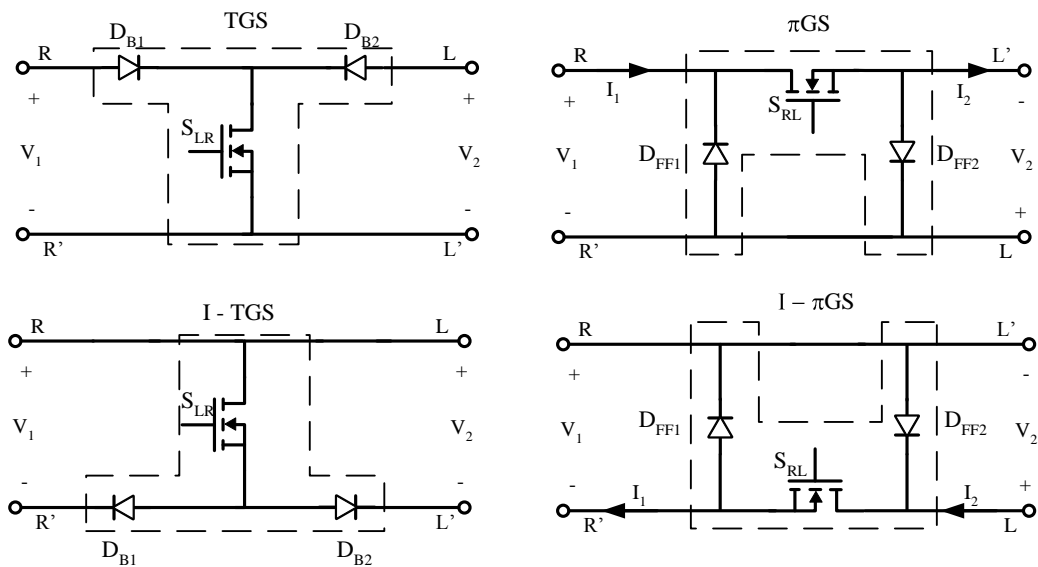 TGS
D_B1 D_B2
R L
+ +
S_LR
V_1 V_2
- -
R’ L’
πGS
R L’
I_1 I_2
+ -
S_RL
V_1 D_FF1 D_FF2 V_2
- +
R’ L
I - TGS
R L
+ +
S_LR
V_1 V_2
- -
R’ L’
D_B1 D_B2
I – πGS
R L’
+ -
V_1 D_FF1 D_FF2 V_2
S_RL
- I_1 I_2 +
R’ L